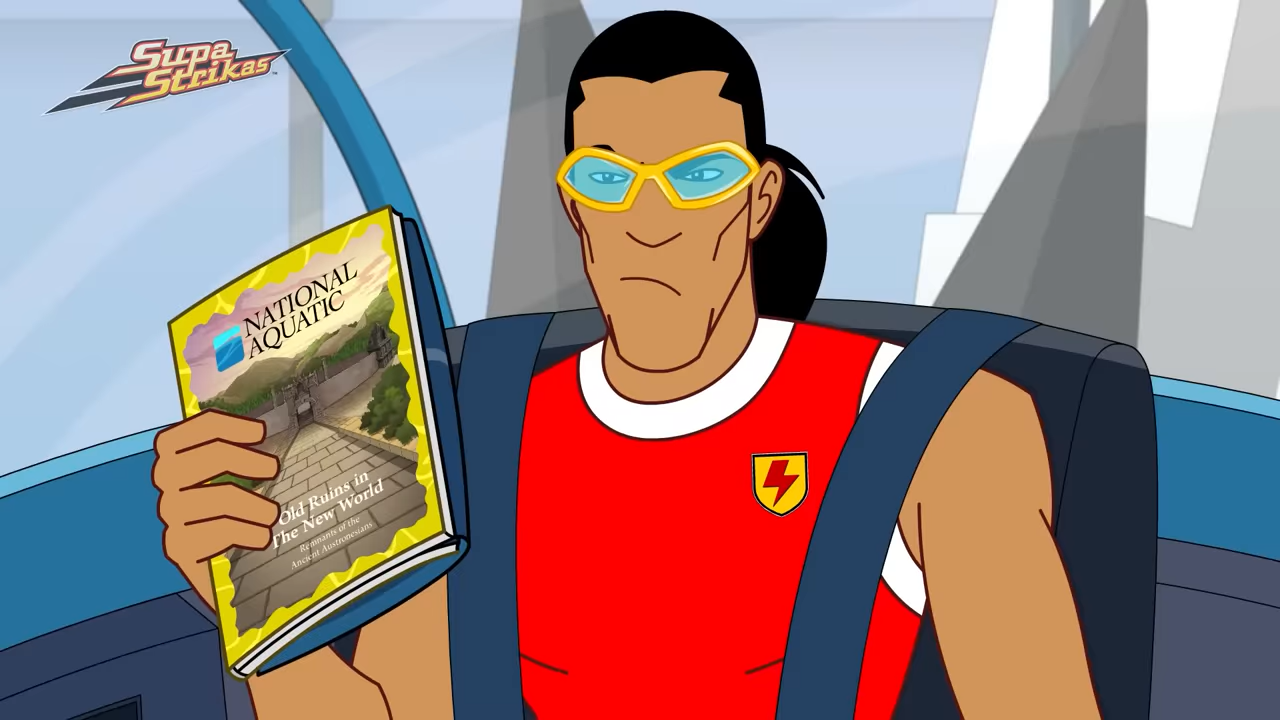 Supa
Strikas
NATIONAL
AQUATIC
Old Ruins in
The New World
Remnants of the
Ancient Austronesians